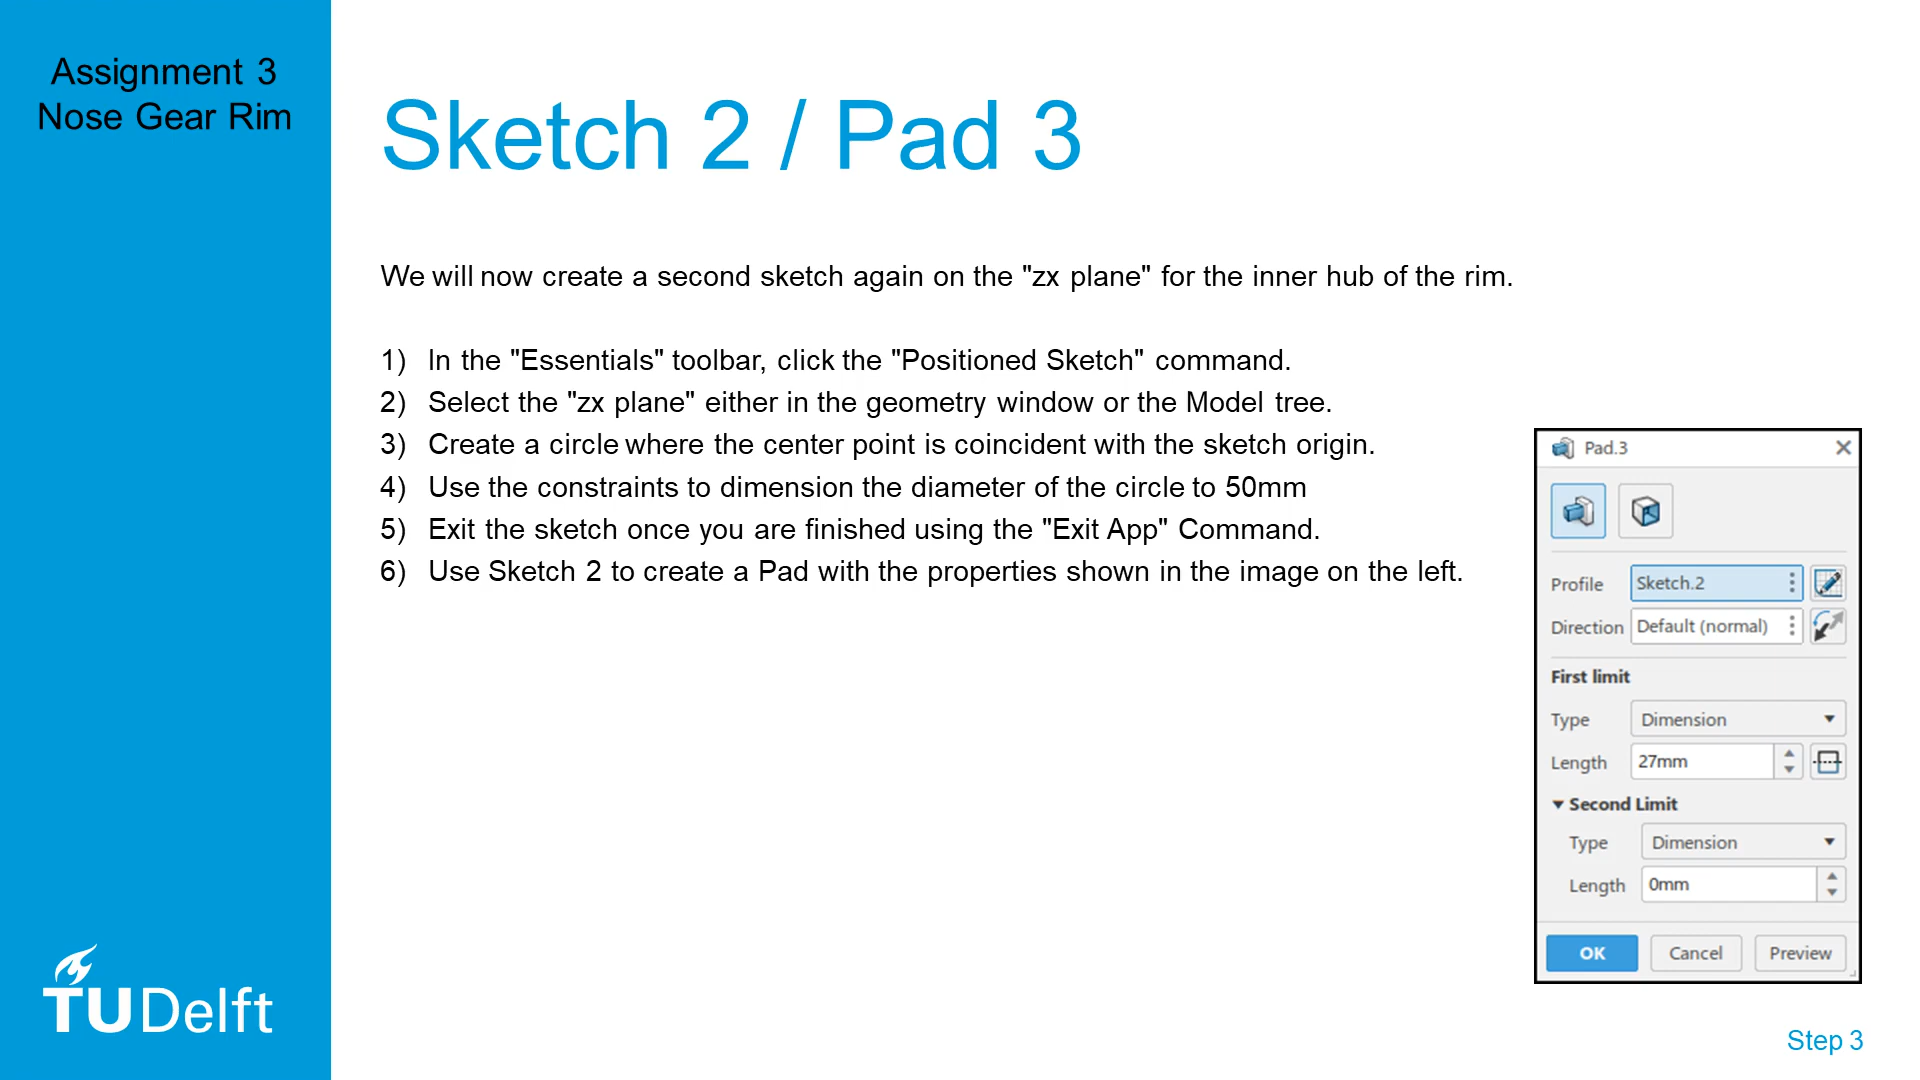 Assignment 3
Nose Gear Rim
Sketch 2 / Pad 3
We will now create a second sketch again on the "zx plane" for the inner hub of the rim.
1) In the "Essentials" toolbar, click the "Positioned Sketch" command.
2) Select the "zx plane" either in the geometry window or the Model tree.
3) Create a circle where the center point is coincident with the sketch origin.
4) Use the constraints to dimension the diameter of the circle to 50mm
5) Exit the sketch once you are finished using the "Exit App" Command.
6) Use Sketch 2 to create a Pad with the properties shown in the image on the left.
Pad.3
Profile Sketch.2
Direction Default (normal)
First limit
Type Dimension
Length 27mm
Second Limit
Type Dimension
Length 0mm
OK Cancel Preview
TU Delft
Step 3